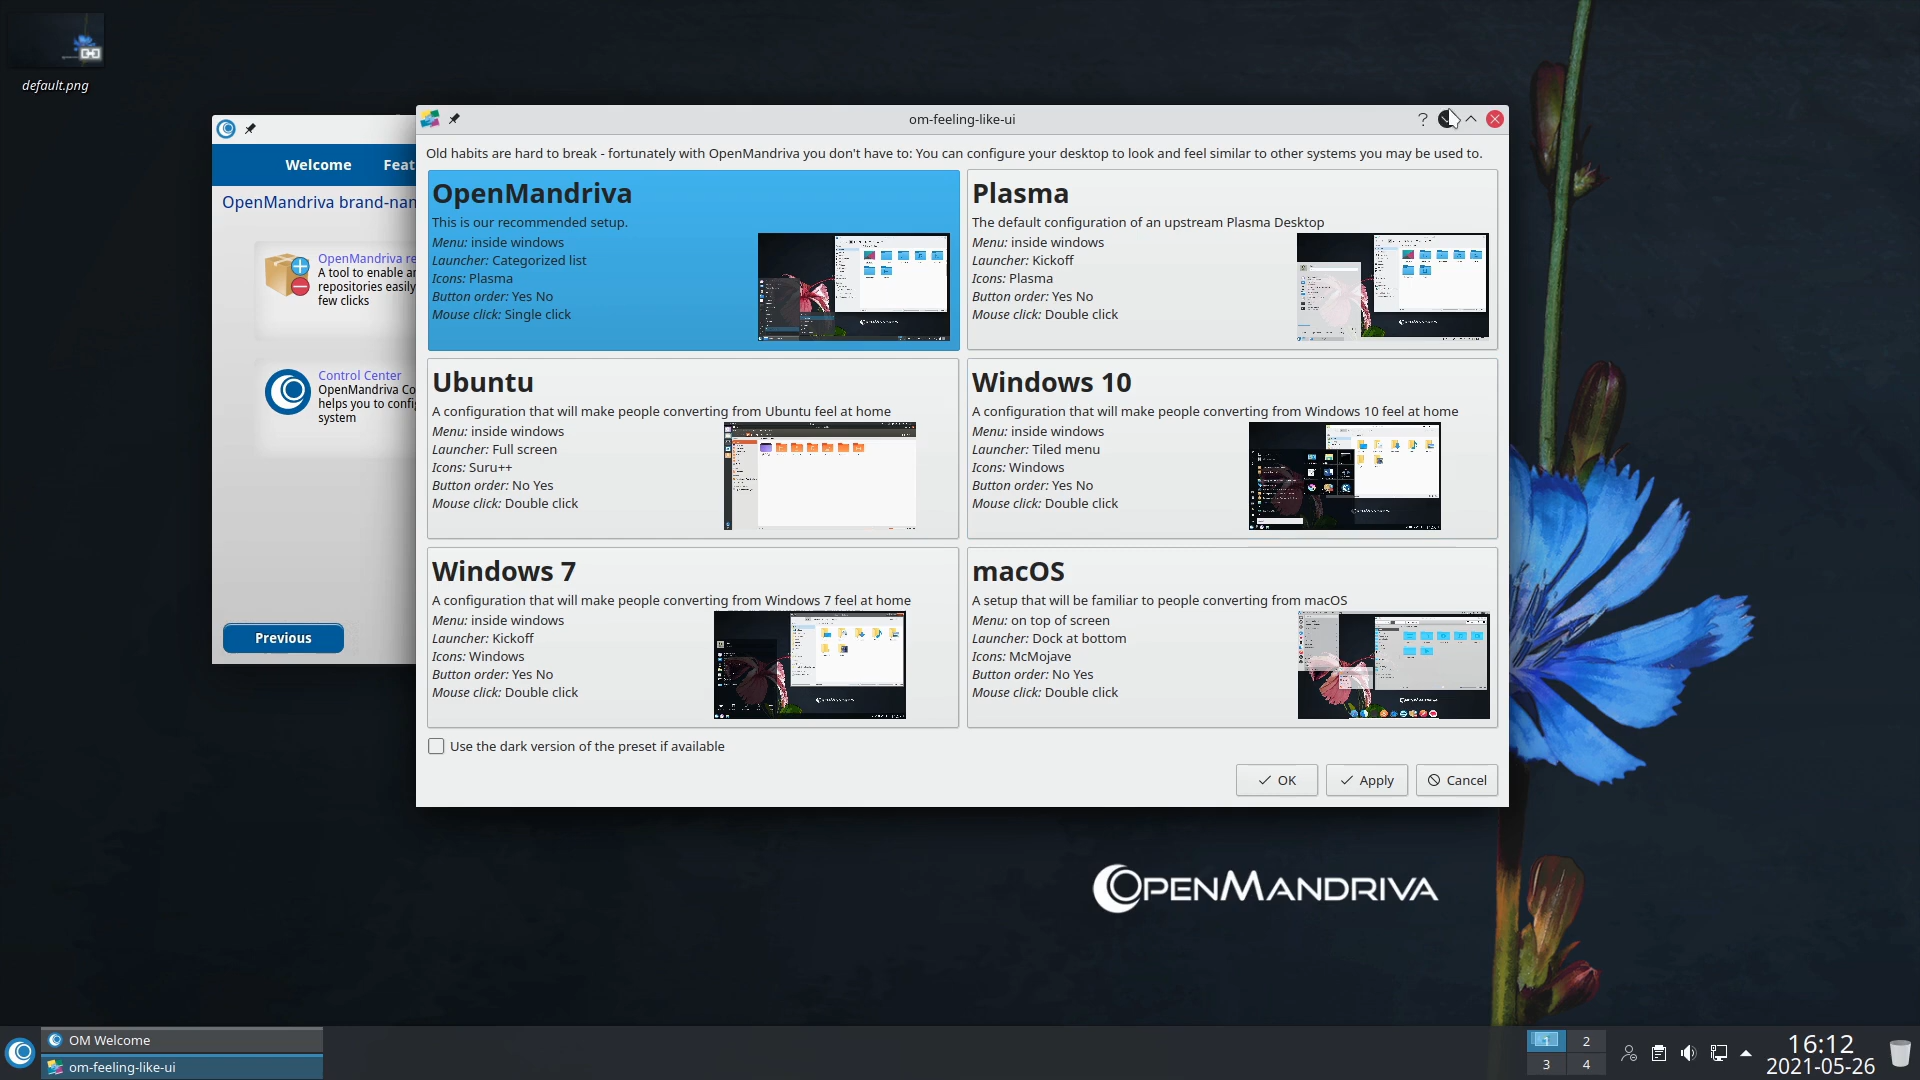 default.png
om-feeling-like-ui
Old habits are hard to break - fortunately with OpenMandriva you don't have to: You can configure your desktop to look and feel similar to other systems you may be used to.
OpenMandriva
This is our recommended setup.
Menu: inside windows
Launcher: Categorized list
Icons: Plasma
Button order: Yes No
Mouse click: Single click
Plasma
The default configuration of an upstream Plasma Desktop
Menu: inside windows
Launcher: Kickoff
Icons: Plasma
Button order: Yes No
Mouse click: Double click
Ubuntu
A configuration that will make people converting from Ubuntu feel at home
Menu: inside windows
Launcher: Full screen
Icons: Suru++
Button order: No Yes
Mouse click: Double click
Windows 10
A configuration that will make people converting from Windows 10 feel at home
Menu: inside windows
Launcher: Tiled menu
Icons: Windows
Button order: Yes No
Mouse click: Double click
Windows 7
A configuration that will make people converting from Windows 7 feel at home
Menu: inside windows
Launcher: Kickoff
Icons: Windows
Button order: Yes No
Mouse click: Double click
macOS
A setup that will be familiar to people converting from macOS
Menu: on top of screen
Launcher: Dock at bottom
Icons: McMojave
Button order: No Yes
Mouse click: Double click
Use the dark version of the preset if available
OK
Apply
Cancel
Welcome
Feat
OpenMandriva brand-nan
OpenMandriva re
A tool to enable ar
repositories easily
few clicks
Control Center
OpenMandriva Co
helps you to config
system
Previous
OPENMANDRIVA
OM Welcome
om-feeling-like-ui
1 2
3 4
16:12
2021-05-26